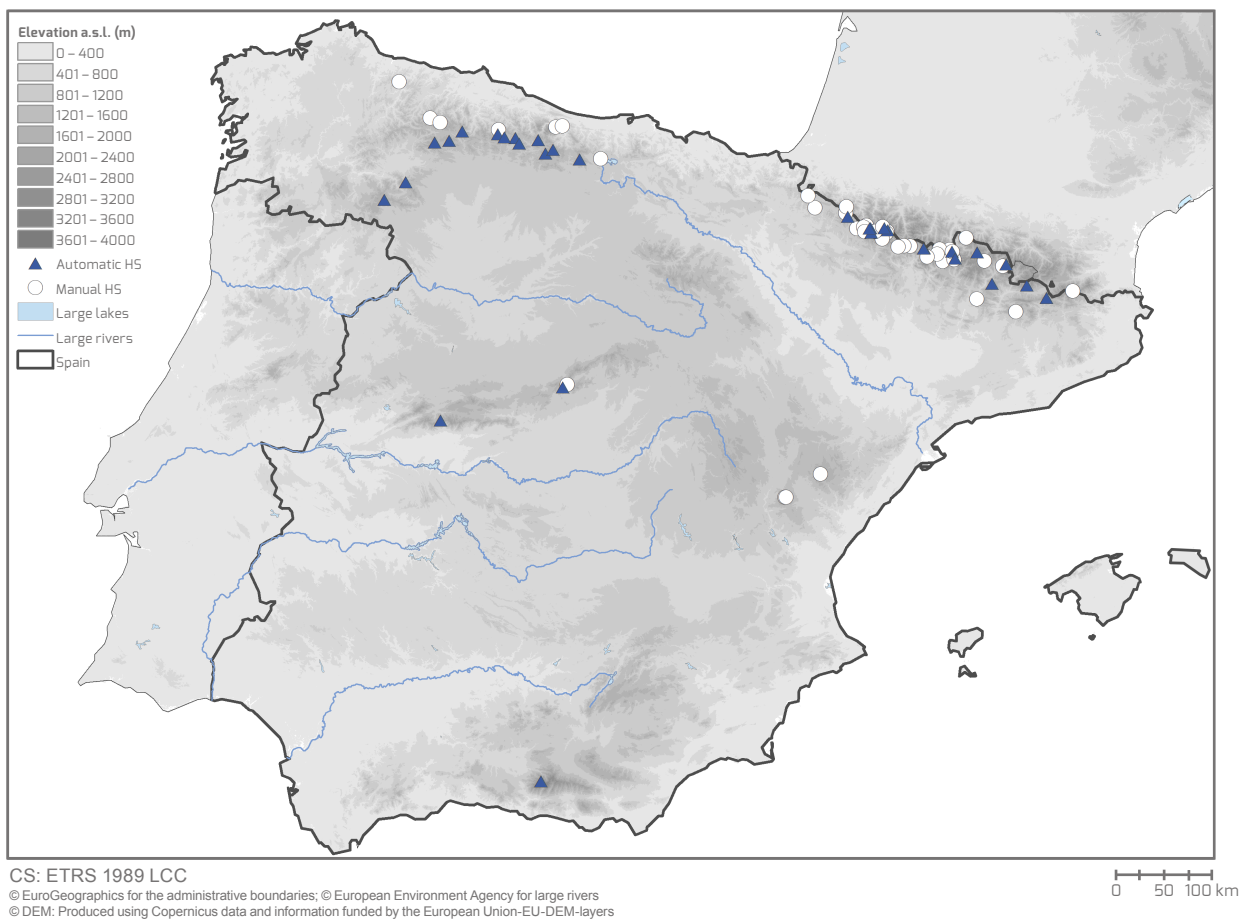 Elevation a.s.l. (m)
0 – 400
401 – 800
801 – 1200
1201 – 1600
1601 – 2000
2001 – 2400
2401 – 2800
2801 – 3200
3201 – 3600
3601 – 4000
Automatic HS
Manual HS
Large lakes
Large rivers
Spain
CS: ETRS 1989 LCC
© EuroGeographics for the administrative boundaries; © European Environment Agency for large rivers
© DEM: Produced using Copernicus data and information funded by the European Union-EU-DEM-layers
0 50 100 km